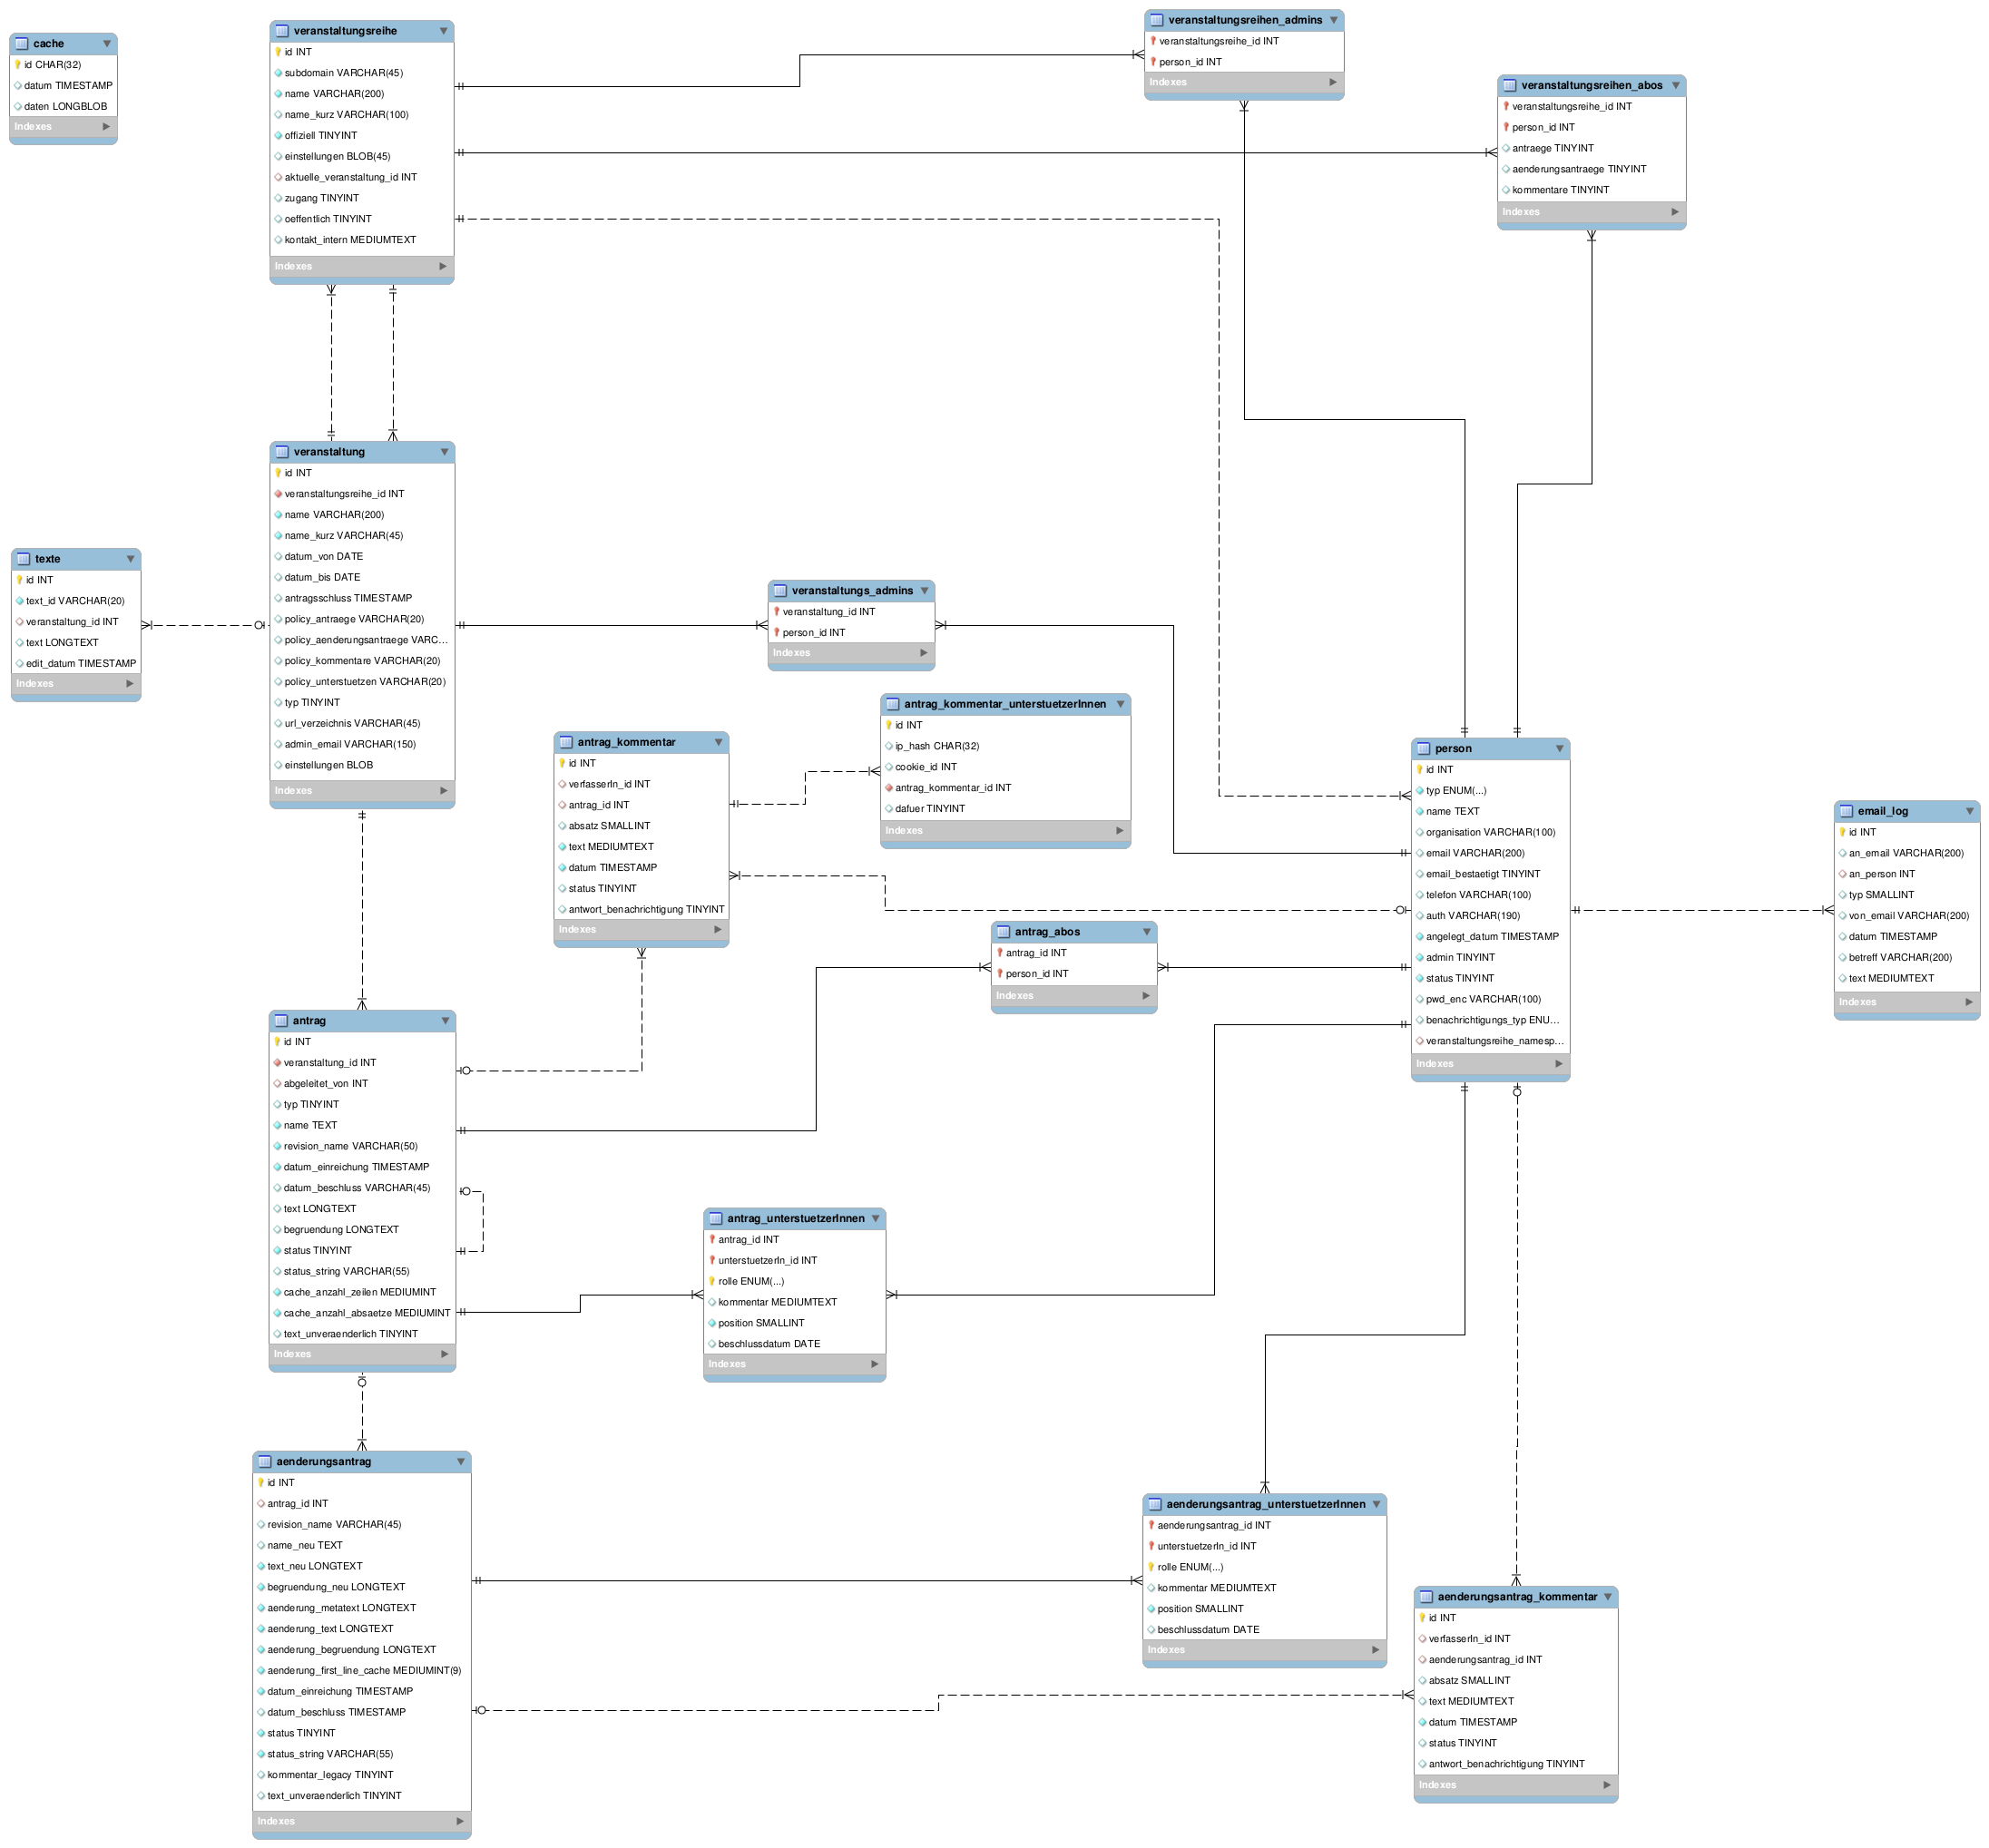 cache
id CHAR(32)
datum TIMESTAMP
daten LONGBLOB
Indexes
veranstaltungsreihe
id INT
subdomain VARCHAR(45)
name VARCHAR(200)
name_kurz VARCHAR(100)
offiziell TINYINT
einstellungen BLOB(45)
aktuelle_veranstaltung_id INT
zugang TINYINT
oeffentlich TINYINT
kontakt_intern MEDIUMTEXT
Indexes
veranstaltungsreihen_admins
veranstaltungsreihe_id INT
person_id INT
Indexes
veranstaltungsreihen_abos
veranstaltungsreihe_id INT
person_id INT
antraege TINYINT
aenderungsantraege TINYINT
kommentare TINYINT
Indexes
veranstaltung
id INT
veranstaltungsreihe_id INT
name VARCHAR(200)
name_kurz VARCHAR(45)
datum_von DATE
datum_bis DATE
antragsschluss TIMESTAMP
policy_antraege VARCHAR(20)
policy_aenderungsantraege VARC...
policy_kommentare VARCHAR(20)
policy_unterstuetzen VARCHAR(20)
typ TINYINT
url_verzeichnis VARCHAR(45)
admin_email VARCHAR(150)
einstellungen BLOB
Indexes
texte
id INT
text_id VARCHAR(20)
veranstaltung_id INT
text LONGTEXT
edit_datum TIMESTAMP
Indexes
veranstaltungs_admins
veranstaltung_id INT
person_id INT
Indexes
antrag_kommentar_unterstuetzerInnen
id INT
ip_hash CHAR(32)
cookie_id INT
antrag_kommentar_id INT
dafuer TINYINT
Indexes
antrag_kommentar
id INT
verfasserIn_id INT
antrag_id INT
absatz SMALLINT
text MEDIUMTEXT
datum TIMESTAMP
status TINYINT
antwort_benachrichtigung TINYINT
Indexes
person
id INT
typ ENUM(...)
name TEXT
organisation VARCHAR(100)
email VARCHAR(200)
email_bestaetigt TINYINT
telefon VARCHAR(100)
auth VARCHAR(190)
angelegt_datum TIMESTAMP
admin TINYINT
status TINYINT
pwd_enc VARCHAR(100)
benachrichtigungs_typ ENU...
veranstaltungsreihe_namesp...
Indexes
email_log
id INT
an_email VARCHAR(200)
an_person INT
typ SMALLINT
von_email VARCHAR(200)
datum TIMESTAMP
betreff VARCHAR(200)
text MEDIUMTEXT
Indexes
antrag_abos
antrag_id INT
person_id INT
Indexes
antrag
id INT
veranstaltung_id INT
abgeleitet_von INT
typ TINYINT
name TEXT
revision_name VARCHAR(50)
datum_einreichung TIMESTAMP
datum_beschluss VARCHAR(45)
text LONGTEXT
begruendung LONGTEXT
status TINYINT
status_string VARCHAR(55)
cache_anzahl_zeilen MEDIUMINT
cache_anzahl_absaetze MEDIUMINT
text_unveraenderlich TINYINT
Indexes
antrag_unterstuetzerInnen
antrag_id INT
unterstuetzerIn_id INT
rolle ENUM(...)
kommentar MEDIUMTEXT
position SMALLINT
beschlussdatum DATE
Indexes
aenderungsantrag
id INT
antrag_id INT
revision_name VARCHAR(45)
name_neu TEXT
text_neu LONGTEXT
begruendung_neu LONGTEXT
aenderung_metatext LONGTEXT
aenderung_text LONGTEXT
aenderung_begruendung LONGTEXT
aenderung_first_line_cache MEDIUMINT(9)
datum_einreichung TIMESTAMP
datum_beschluss TIMESTAMP
status TINYINT
status_string VARCHAR(55)
kommentar_legacy TINYINT
text_unveraenderlich TINYINT
Indexes
aenderungsantrag_unterstuetzerInnen
aenderungsantrag_id INT
unterstuetzerIn_id INT
rolle ENUM(...)
kommentar MEDIUMTEXT
position SMALLINT
beschlussdatum DATE
Indexes
aenderungsantrag_kommentar
id INT
verfasserIn_id INT
aenderungsantrag_id INT
absatz SMALLINT
text MEDIUMTEXT
datum TIMESTAMP
status TINYINT
antwort_benachrichtigung TINYINT
Indexes